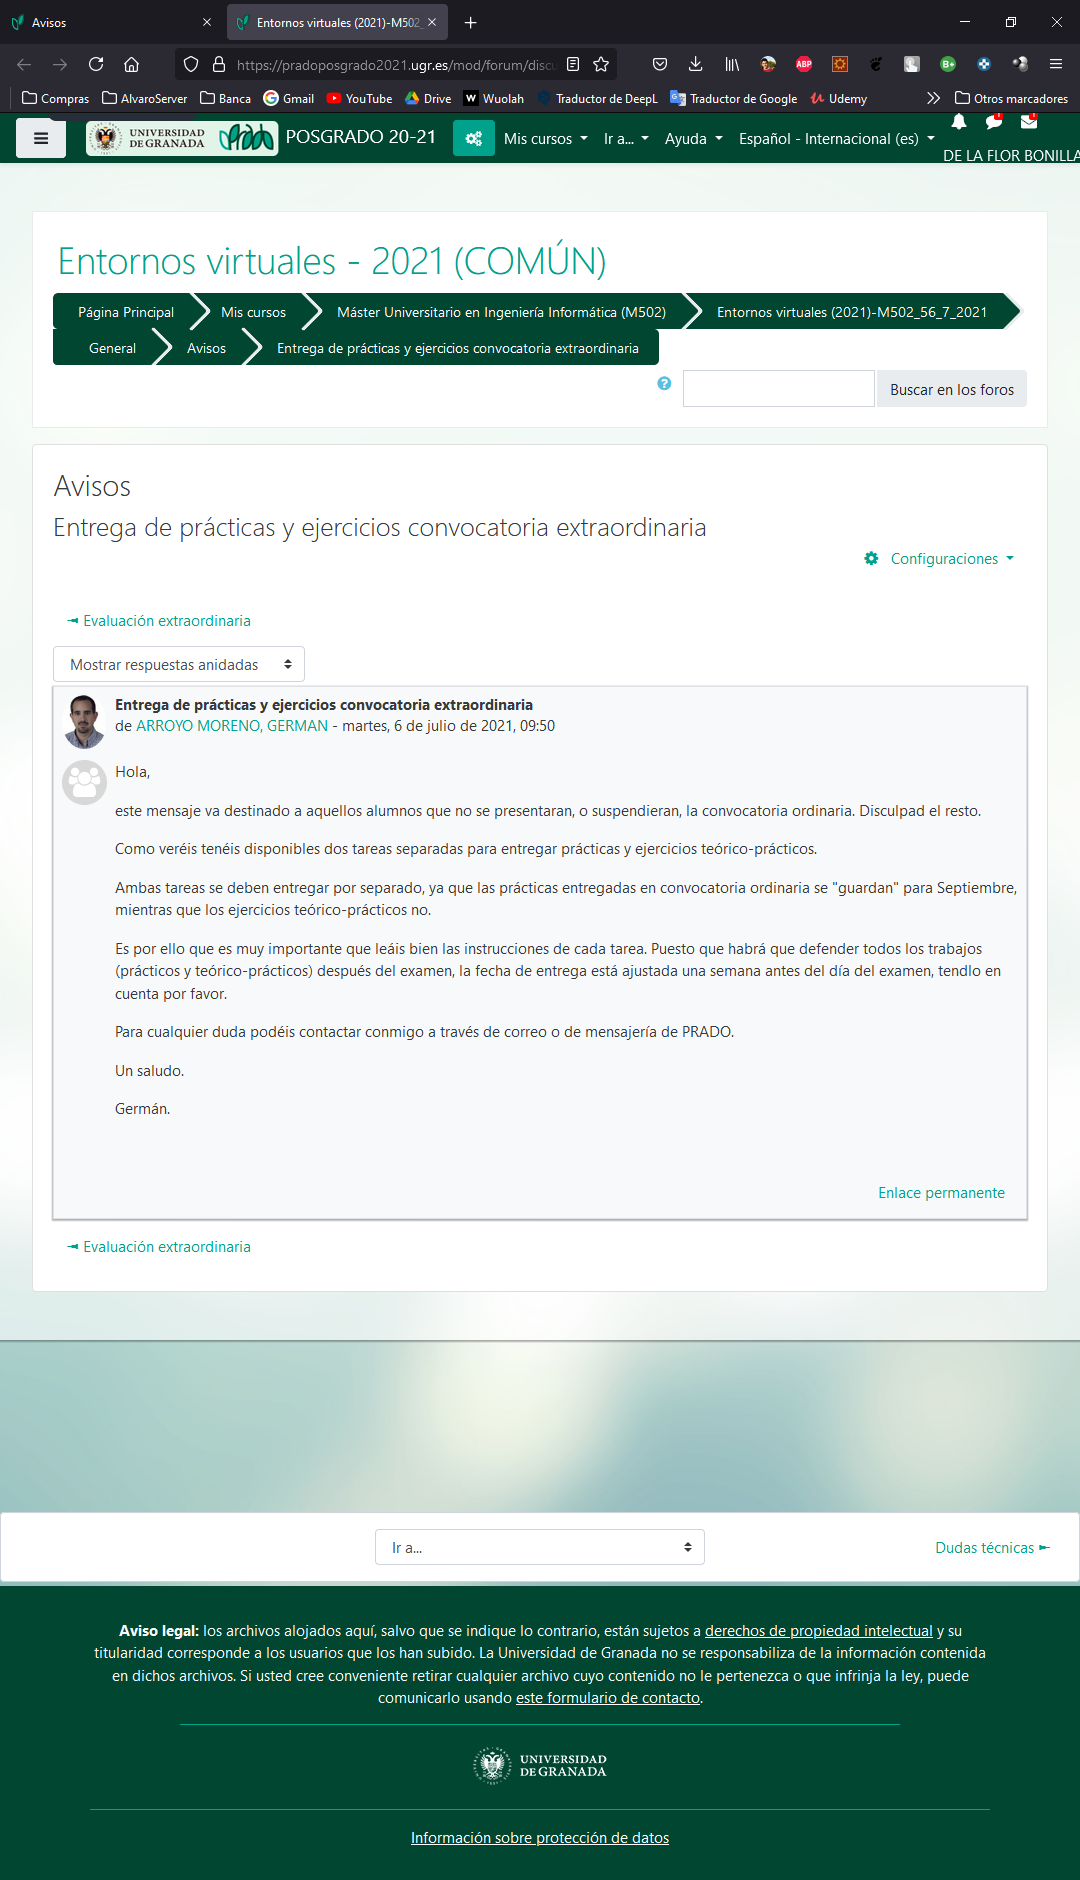 Avisos
Entornos virtuales (2021)-M502_
https://pradoposgrado2021.ugr.es/mod/forum/discu
Compras AlvaroServer Banca Gmail YouTube Drive Wuolah Traductor de DeepL Traductor de Google Udemy Otros marcadores
UNIVERSIDAD DE GRANADA POSGRADO 20-21 Mis cursos Ir a... Ayuda Español - Internacional (es)
DE LA FLOR BONILLA
Entornos virtuales - 2021 (COMÚN)
Página Principal Mis cursos Máster Universitario en Ingeniería Informática (M502) Entornos virtuales (2021)-M502_56_7_2021
General Avisos Entrega de prácticas y ejercicios convocatoria extraordinaria
Buscar en los foros
Avisos
Entrega de prácticas y ejercicios convocatoria extraordinaria
Configuraciones
◄ Evaluación extraordinaria
Mostrar respuestas anidadas
Entrega de prácticas y ejercicios convocatoria extraordinaria
de ARROYO MORENO, GERMAN - martes, 6 de julio de 2021, 09:50
Hola,
este mensaje va destinado a aquellos alumnos que no se presentaran, o suspendieran, la convocatoria ordinaria. Disculpad el resto.
Como veréis tenéis disponibles dos tareas separadas para entregar prácticas y ejercicios teórico-prácticos.
Ambas tareas se deben entregar por separado, ya que las prácticas entregadas en convocatoria ordinaria se "guardan" para Septiembre,
mientras que los ejercicios teórico-prácticos no.
Es por ello que es muy importante que leáis bien las instrucciones de cada tarea. Puesto que habrá que defender todos los trabajos
(prácticos y teórico-prácticos) después del examen, la fecha de entrega está ajustada una semana antes del día del examen, tendlo en
cuenta por favor.
Para cualquier duda podéis contactar conmigo a través de correo o de mensajería de PRADO.
Un saludo.
Germán.
Enlace permanente
◄ Evaluación extraordinaria
Ir a...
Dudas técnicas ►
Aviso legal: los archivos alojados aquí, salvo que se indique lo contrario, están sujetos a derechos de propiedad intelectual y su
titularidad corresponde a los usuarios que los han subido. La Universidad de Granada no se responsabiliza de la información contenida
en dichos archivos. Si usted cree conveniente retirar cualquier archivo cuyo contenido no le pertenezca o que infrinja la ley, puede
comunicarlo usando este formulario de contacto.
UNIVERSIDAD
DE GRANADA
Información sobre protección de datos